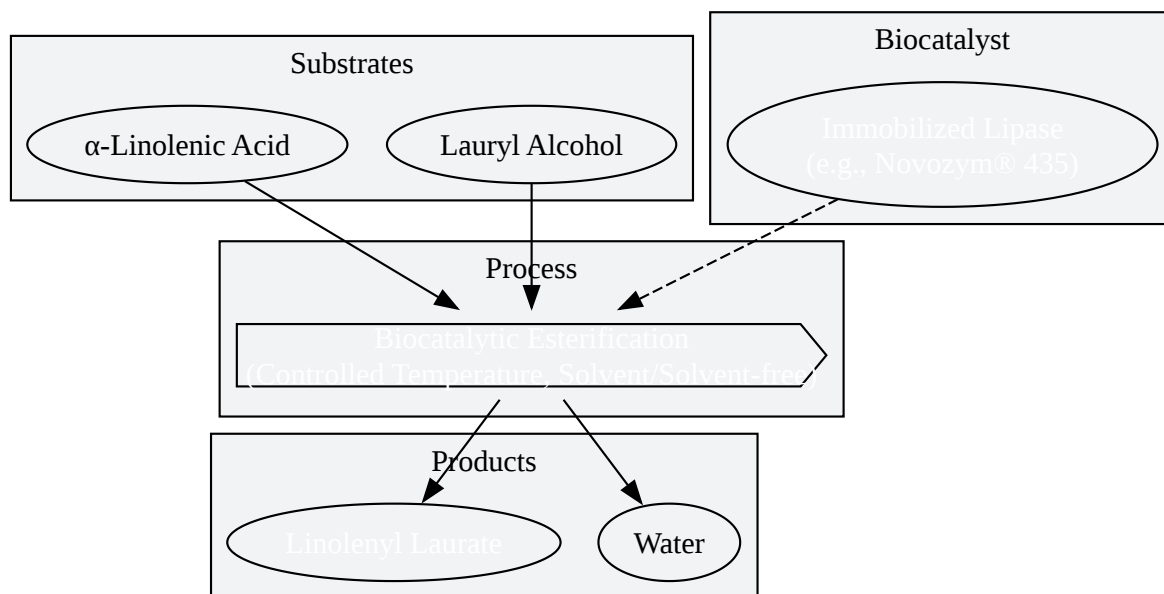 Substrates
α-Linolenic Acid
Lauryl Alcohol
Biocatalyst
Immobilized Lipase
(e.g., Novozym® 435)
Process
Biocatalytic Esterification
(Controlled Temperature, Solvent/Solvent-free)
Products
Linolenyl Laurate
Water